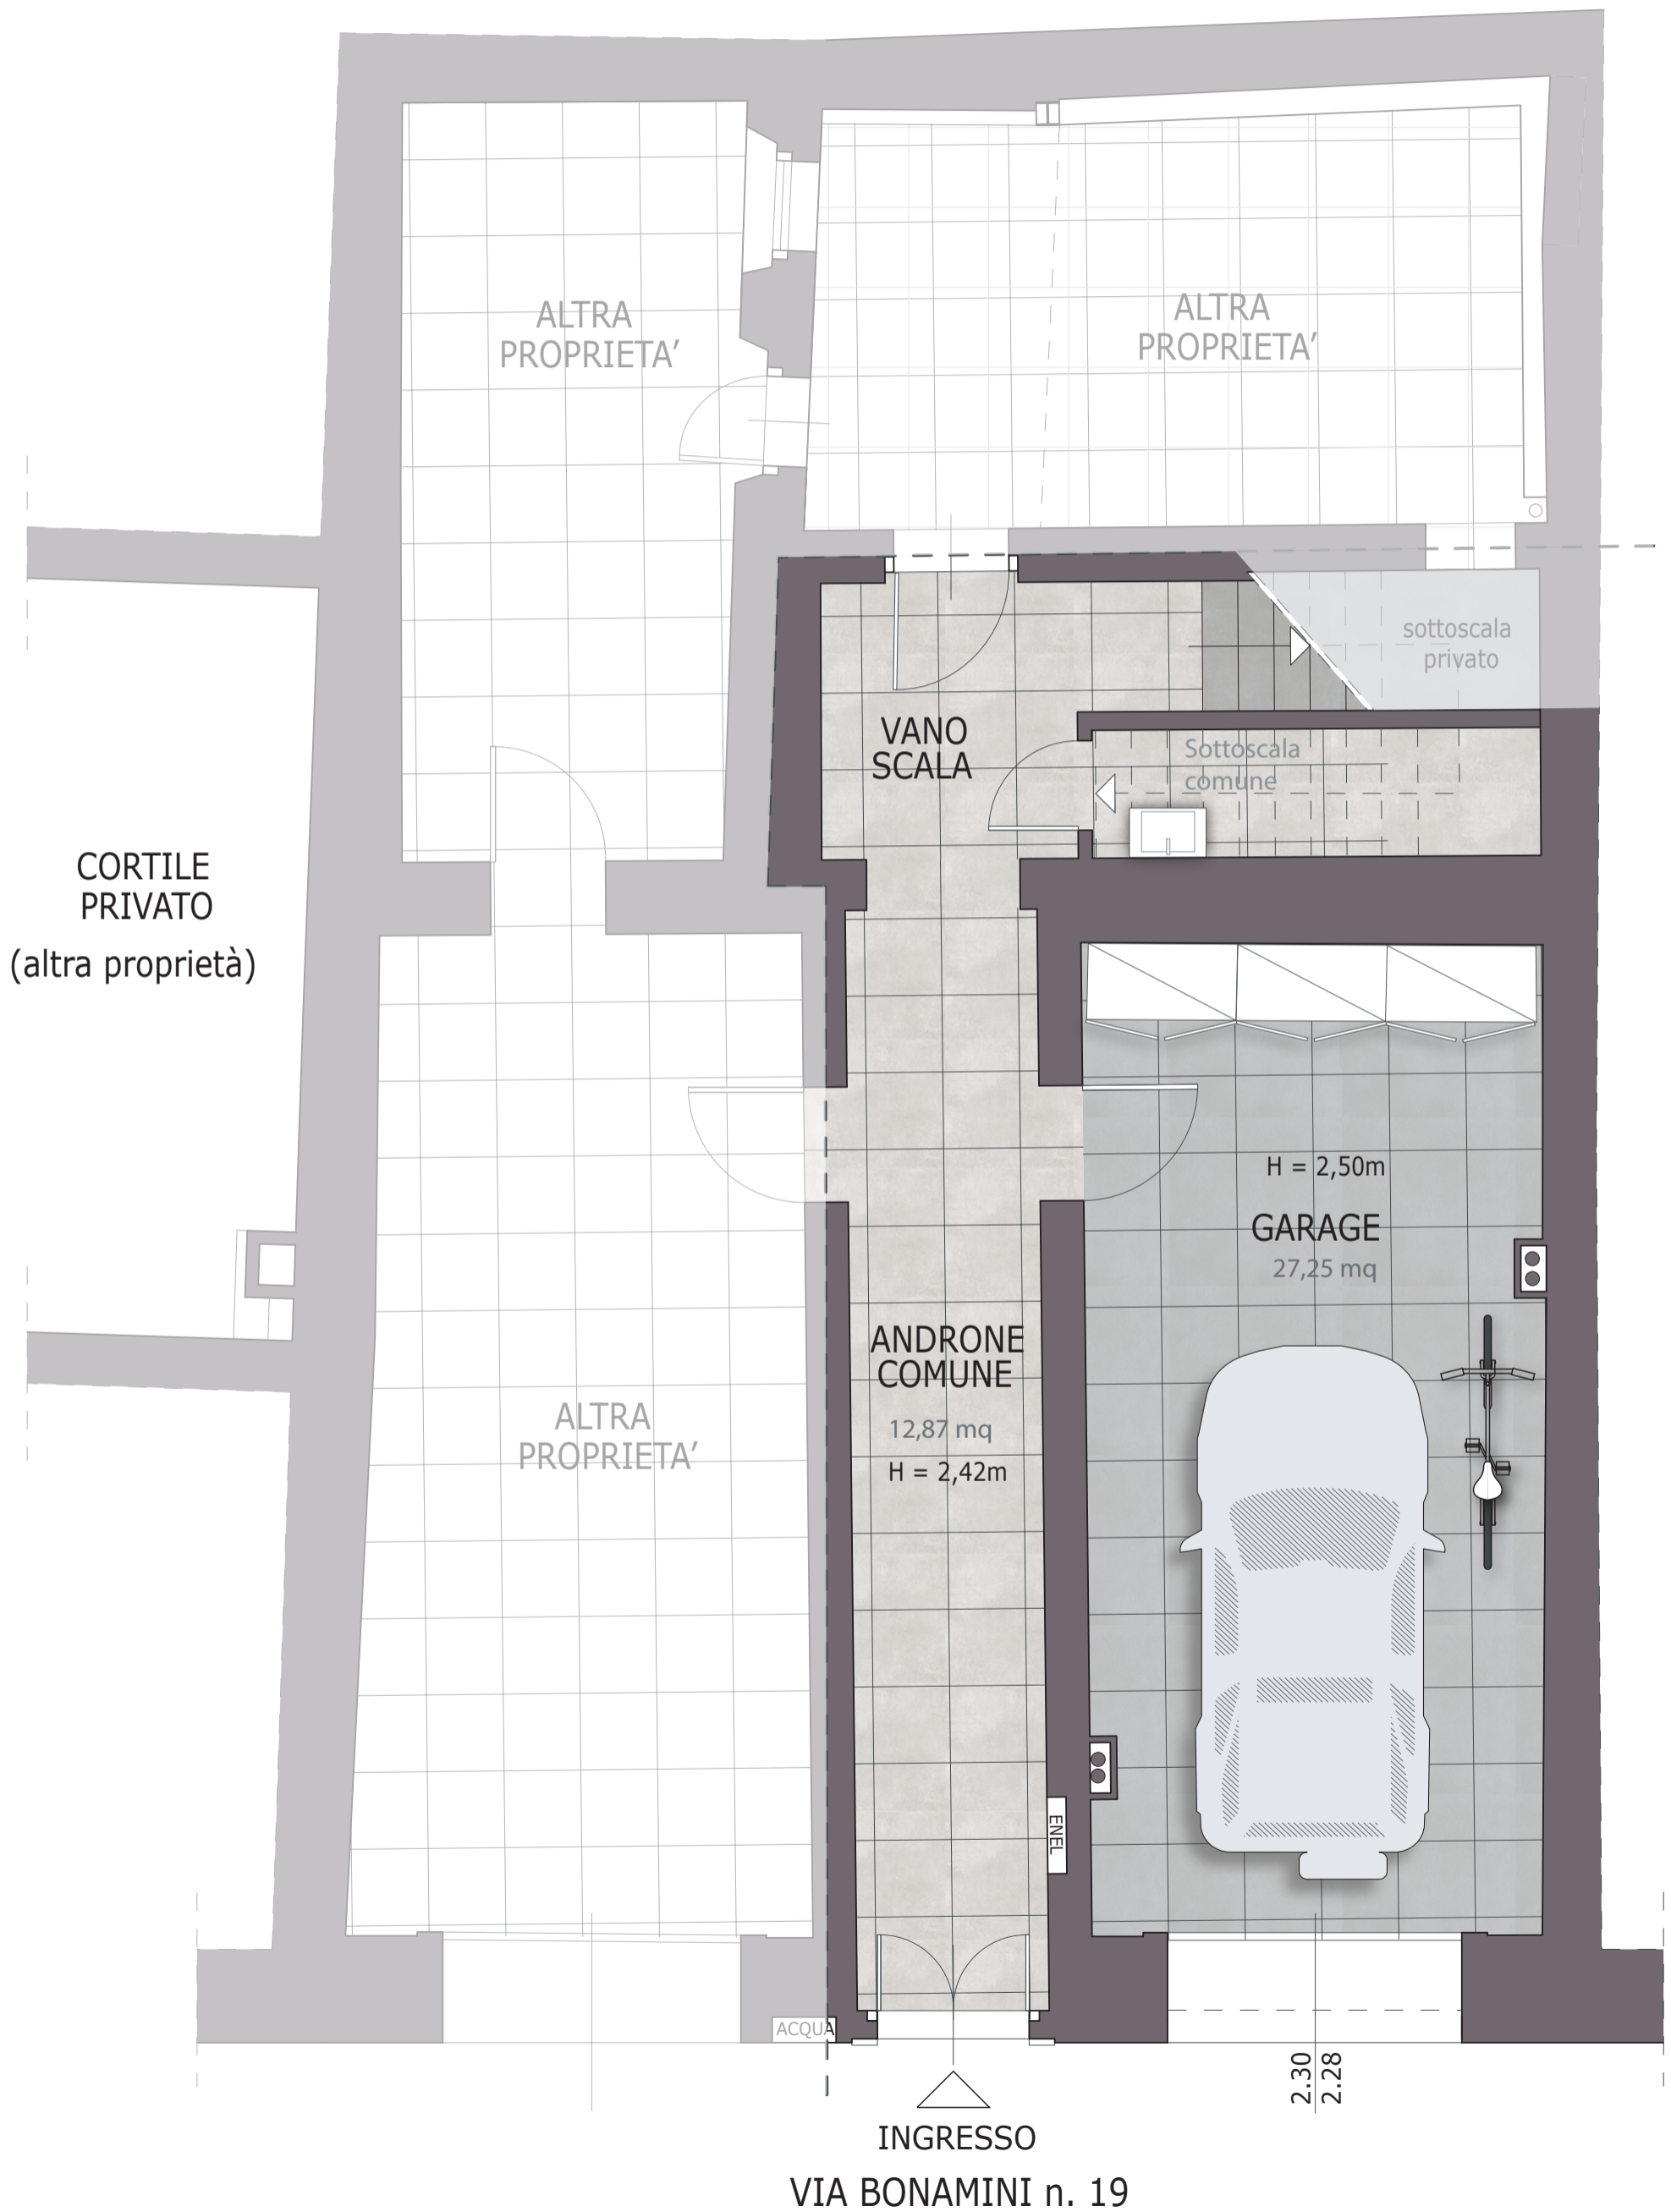 ALTRA
PROPRIETA'
ALTRA
PROPRIETA'
sottoscala
privato
VANO
SCALA
Sottoscala
comune
CORTILE
PRIVATO
(altra proprietà)
H = 2,50m
GARAGE
27,25 mq
ANDRONE
COMUNE
12,87 mq
H = 2,42m
ALTRA
PROPRIETA'
ENEL
ACQUA
2.30
2.28
INGRESSO
VIA BONAMINI n. 19